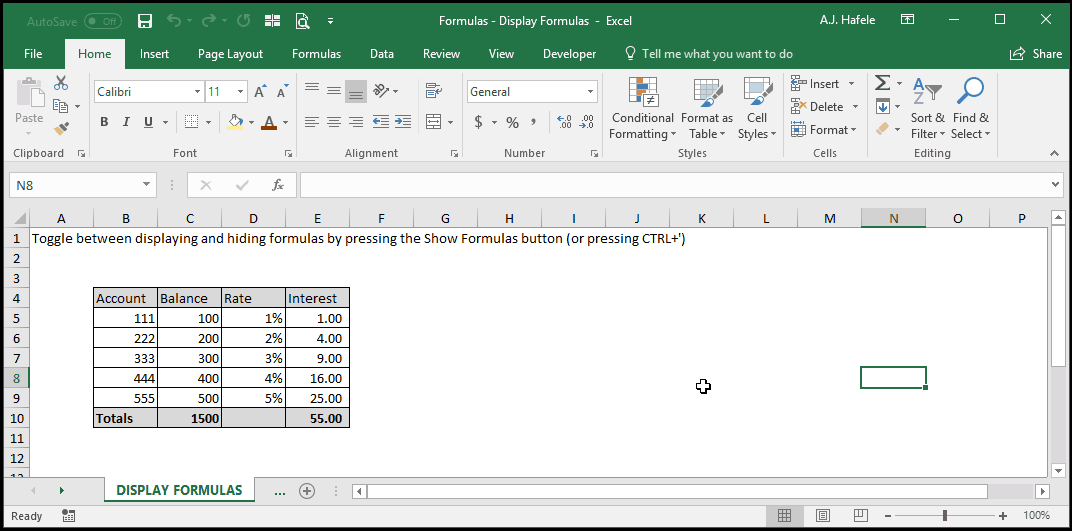 AutoSave Off Formulas - Display Formulas - Excel A.J. Hafele
File Home Insert Page Layout Formulas Data Review View Developer Tell me what you want to do Share
Paste
Calibri 11
B I U A
General
$ % ,
Conditional Formatting
Format as Table
Cell Styles
Insert
Delete
Format
Sort & Filter
Find & Select
Clipboard Font Alignment Number Styles Cells Editing
N8 fx
A B C D E F G H I J K L M N O P
1 Toggle between displaying and hiding formulas by pressing the Show Formulas button (or pressing CTRL+')
2
3
4 Account Balance Rate Interest
5 111 100 1% 1.00
6 222 200 2% 4.00
7 333 300 3% 9.00
8 444 400 4% 16.00
9 555 500 5% 25.00
10 Totals 1500 55.00
11
12
13
DISPLAY FORMULAS ...
Ready 100%